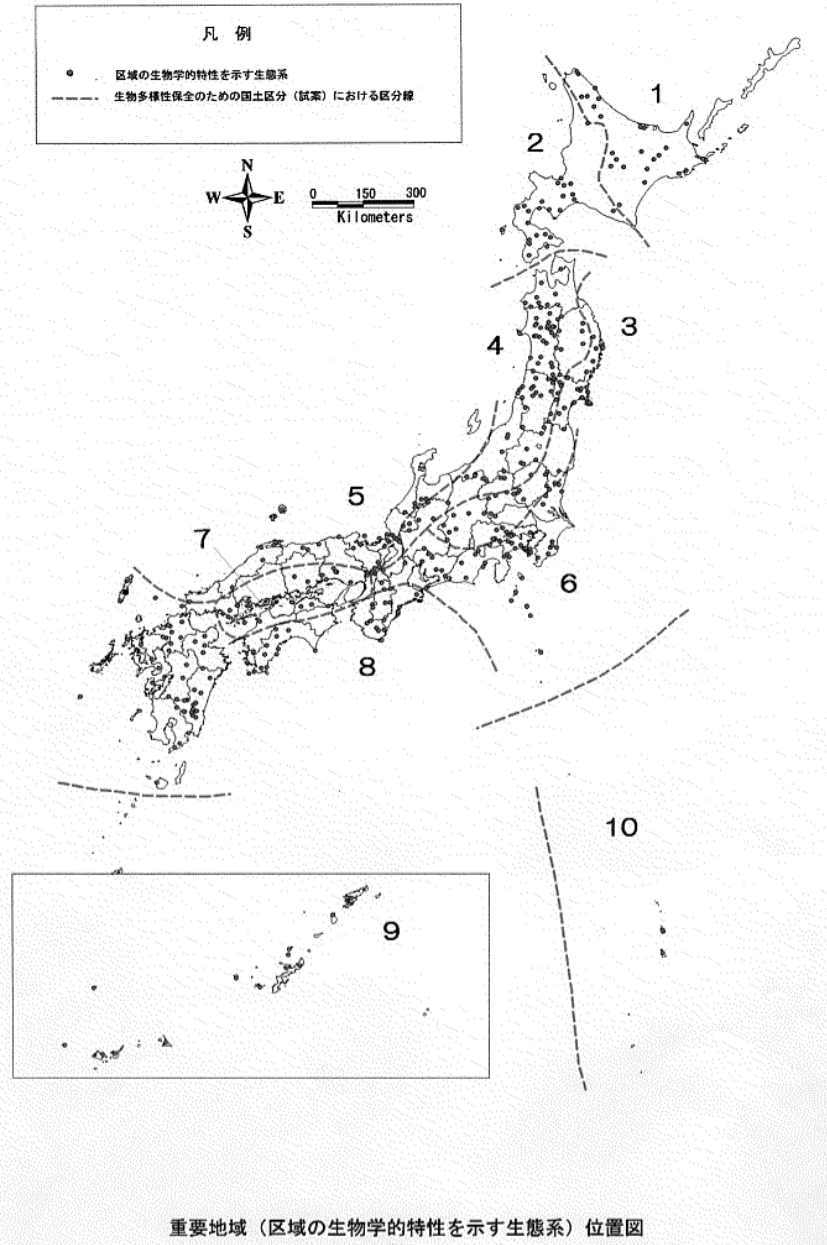 凡 例
区域の生物学的特性を示す生態系
生物多様性保全のための国土区分（試案）における区分線
N
W E
S
0 150 300
Kilometers
1
2
3
4
5
7
6
8
10
9
重要地域（区域の生物学的特性を示す生態系）位置図